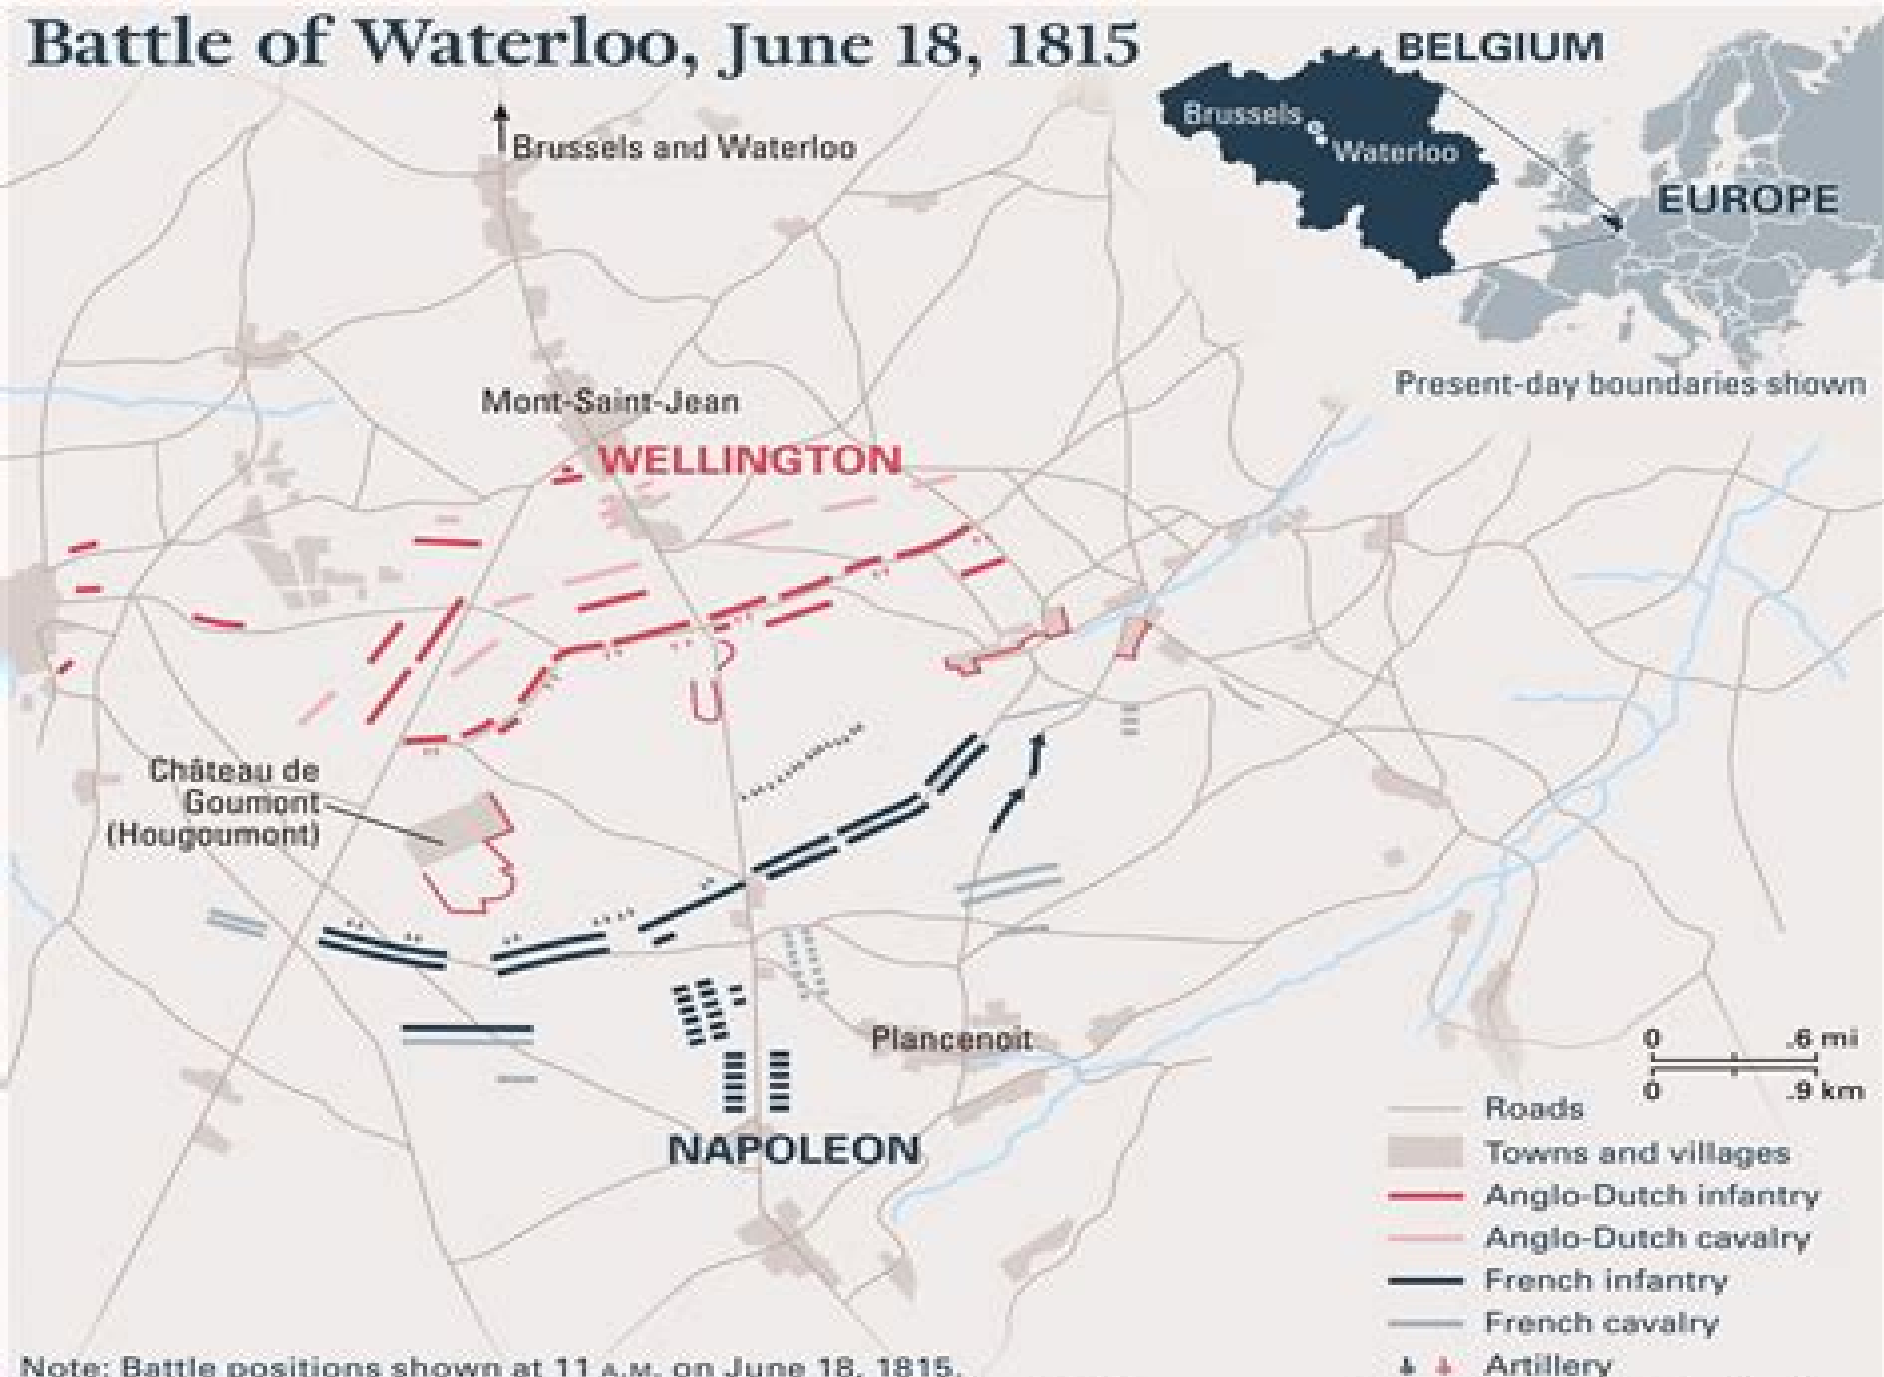 Battle of Waterloo, June 18, 1815
BELGIUM
Brussels
Waterloo
EUROPE
Present-day boundaries shown
Brussels and Waterloo
Mont-Saint-Jean
WELLINGTON
Château de
Goumont
(Hougoumont)
Plancenoit
NAPOLEON
0 .6 mi
0 .9 km
Roads
Towns and villages
Anglo-Dutch infantry
Anglo-Dutch cavalry
French infantry
French cavalry
Artillery
Note: Battle positions shown at 11 A.M. on June 18, 1815.